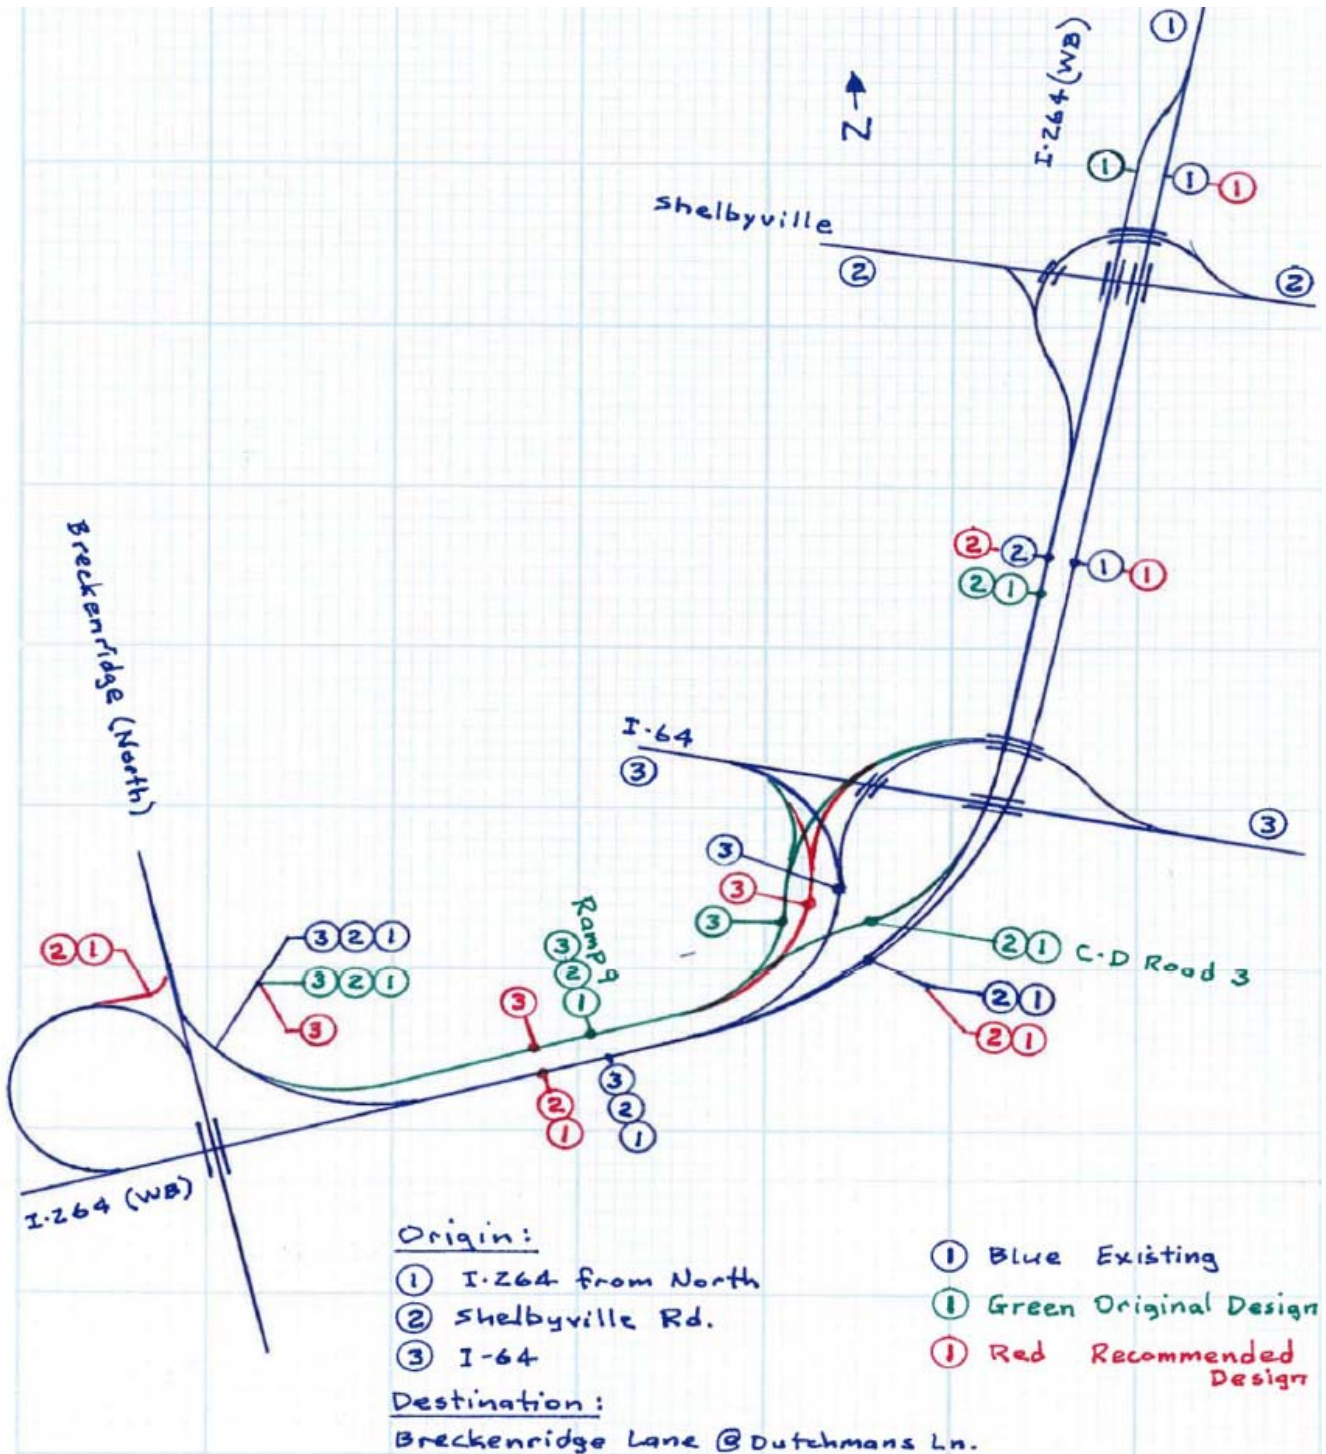 ①
I-264 (WB)
N
① ① ①
Shelbyville
② ②
② ② ① ①
② ①
Breckenridge (North)
I-64
③ ③
③
③
③
② ① C-D Road 3
② ① ③ ② ①
③ ② ①
③
Ramp 9
③
②
①
③
② ①
② ①
②
①
③
②
①
I-264 (WB)
Origin:
① I-264 from North
② Shelbyville Rd.
③ I-64
Destination:
Breckenridge Lane @ Dutchmans Ln.
① Blue Existing
① Green Original Design
① Red Recommended
Design